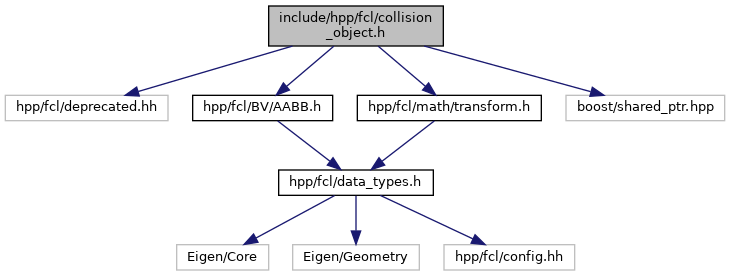 include/hpp/fcl/collision
_object.h
hpp/fcl/deprecated.hh
hpp/fcl/BV/AABB.h
hpp/fcl/math/transform.h
boost/shared_ptr.hpp
hpp/fcl/data_types.h
Eigen/Core
Eigen/Geometry
hpp/fcl/config.hh